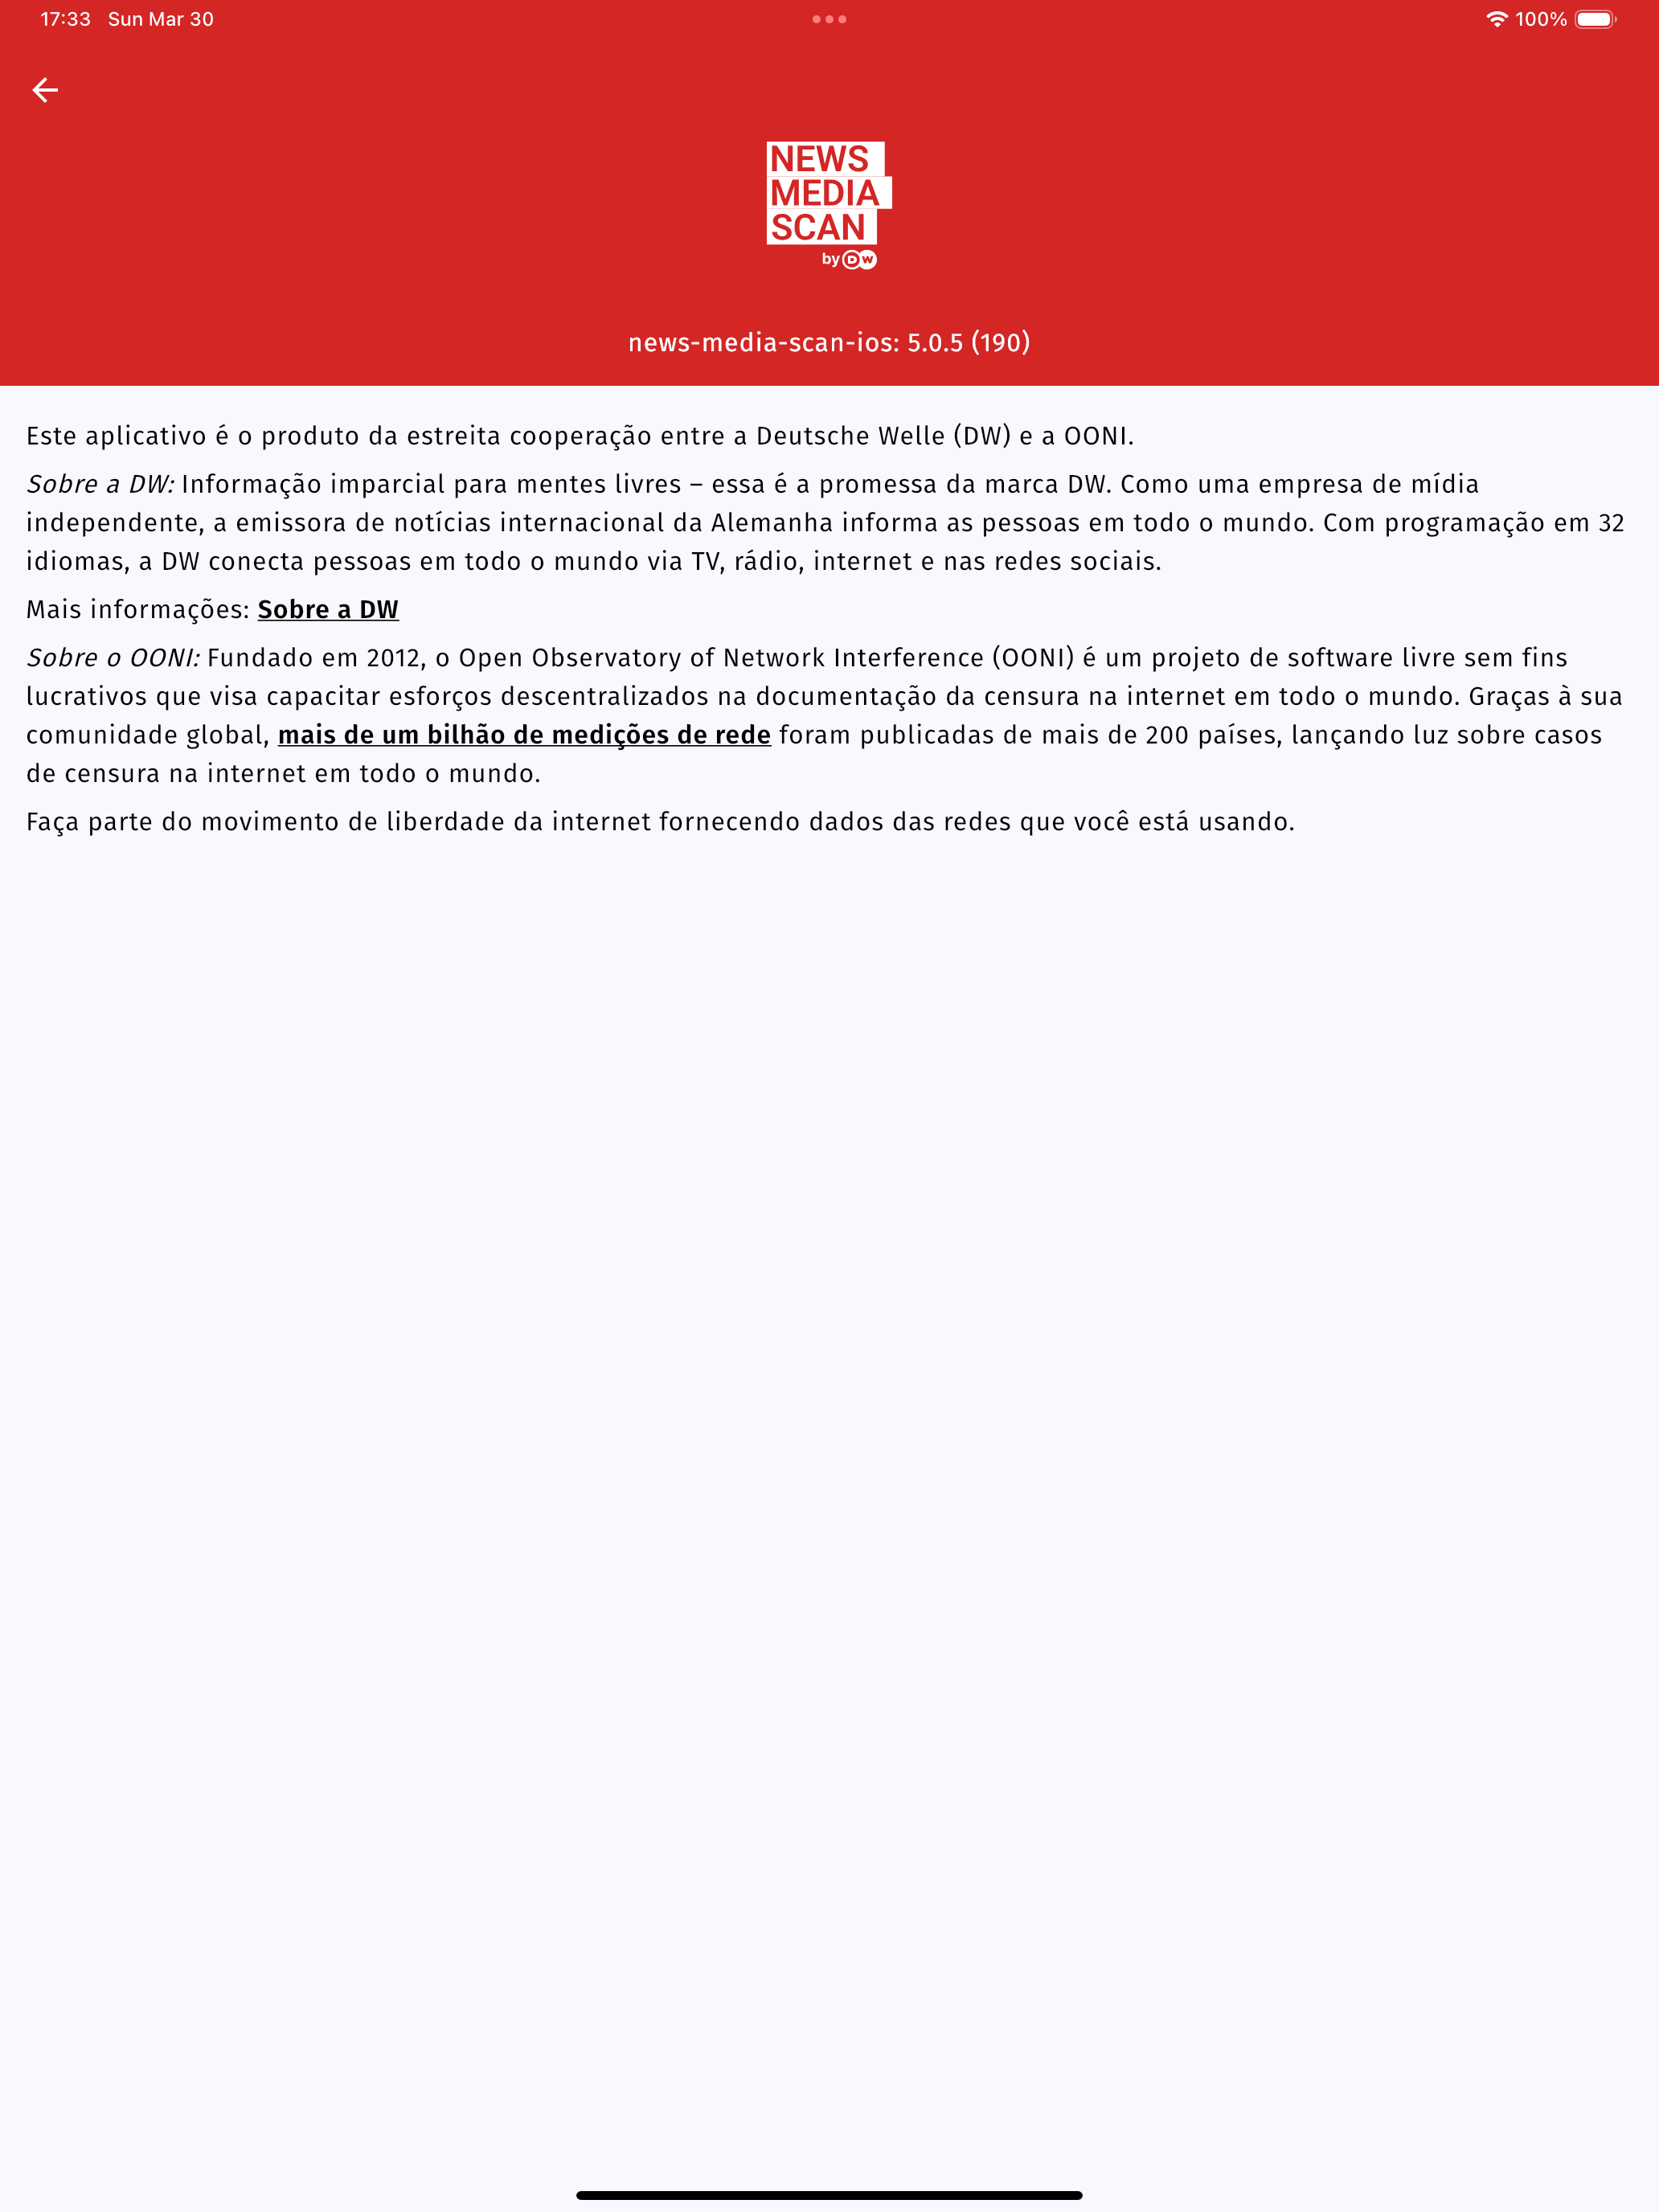 17:33 Sun Mar 30
100%
NEWS
MEDIA
SCAN
by DW
news-media-scan-ios: 5.0.5 (190)
Este aplicativo é o produto da estreita cooperação entre a Deutsche Welle (DW) e a OONI.
Sobre a DW: Informação imparcial para mentes livres – essa é a promessa da marca DW. Como uma empresa de mídia
independente, a emissora de notícias internacional da Alemanha informa as pessoas em todo o mundo. Com programação em 32
idiomas, a DW conecta pessoas em todo o mundo via TV, rádio, internet e nas redes sociais.
Mais informações: Sobre a DW
Sobre o OONI: Fundado em 2012, o Open Observatory of Network Interference (OONI) é um projeto de software livre sem fins
lucrativos que visa capacitar esforços descentralizados na documentação da censura na internet em todo o mundo. Graças à sua
comunidade global, mais de um bilhão de medições de rede foram publicadas de mais de 200 países, lançando luz sobre casos
de censura na internet em todo o mundo.
Faça parte do movimento de liberdade da internet fornecendo dados das redes que você está usando.